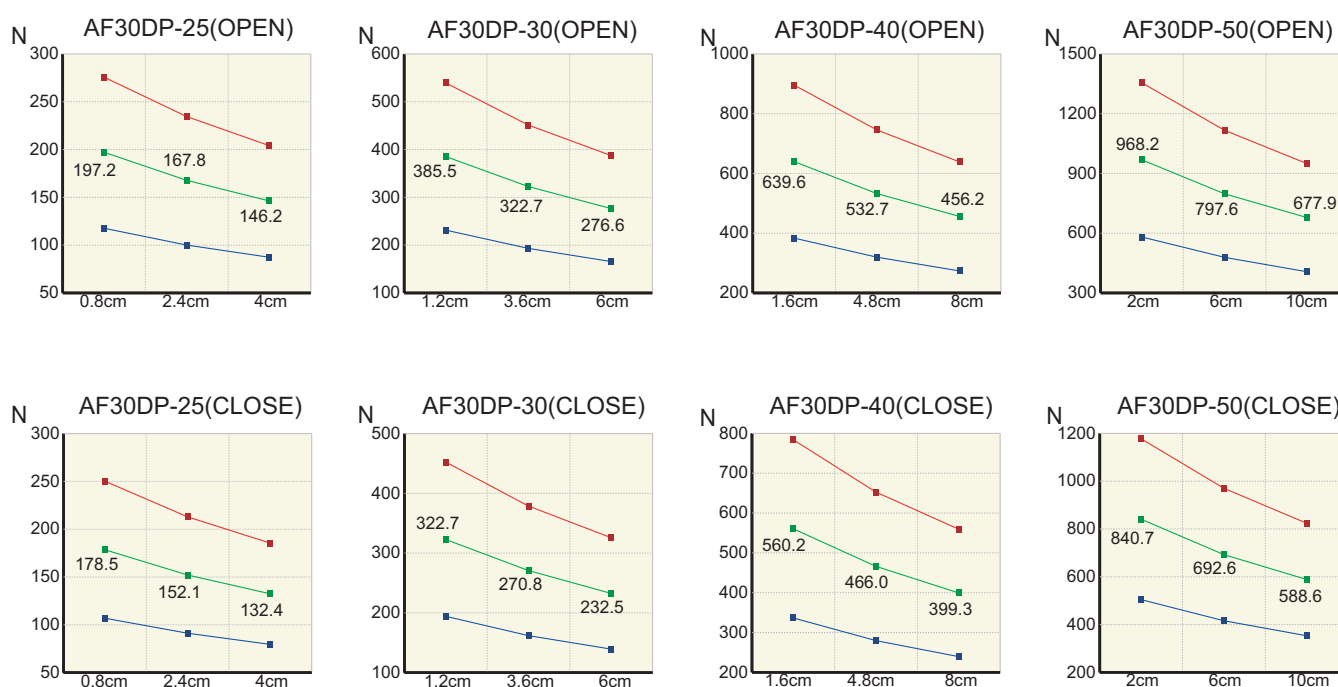 AF30DP-25(OPEN)
N
300
250
200
150
100
50
197.2
167.8
146.2
0.8cm 2.4cm 4cm
AF30DP-30(OPEN)
N
600
500
400
300
200
100
385.5
322.7
276.6
1.2cm 3.6cm 6cm
AF30DP-40(OPEN)
N
1000
800
600
400
200
639.6
532.7
456.2
1.6cm 4.8cm 8cm
AF30DP-50(OPEN)
N
1500
1200
900
600
300
968.2
797.6
677.9
2cm 6cm 10cm
AF30DP-25(CLOSE)
N
300
250
200
150
100
50
178.5
152.1
132.4
0.8cm 2.4cm 4cm
AF30DP-30(CLOSE)
N
500
400
300
200
100
322.7
270.8
232.5
1.2cm 3.6cm 6cm
AF30DP-40(CLOSE)
N
800
700
600
500
400
300
200
560.2
466.0
399.3
1.6cm 4.8cm 8cm
AF30DP-50(CLOSE)
N
1200
1000
800
600
400
200
840.7
692.6
588.6
2cm 6cm 10cm